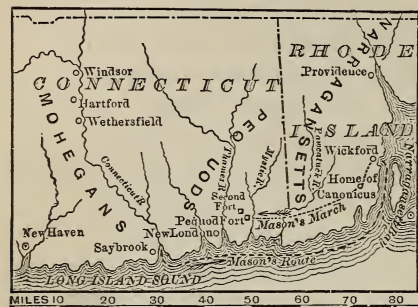 Windsor
CONNECTICUT
Hartford
Wethersfield
MOHEGANS
Connecticut R
New Haven
Saybrook
LONG ISLAND SOUND
PEQUODS
Thames R.
Mystic R.
Second
Fort
Pequod Fort
New London
Mason's March
Mason's Route
NARRAGANSETTS
RHODE
ISLAND
Providence
Pawcatuck R.
Wickford
Home of
Canonicus
Narragansett
MILES 10 20 30 40 50 60 70 80